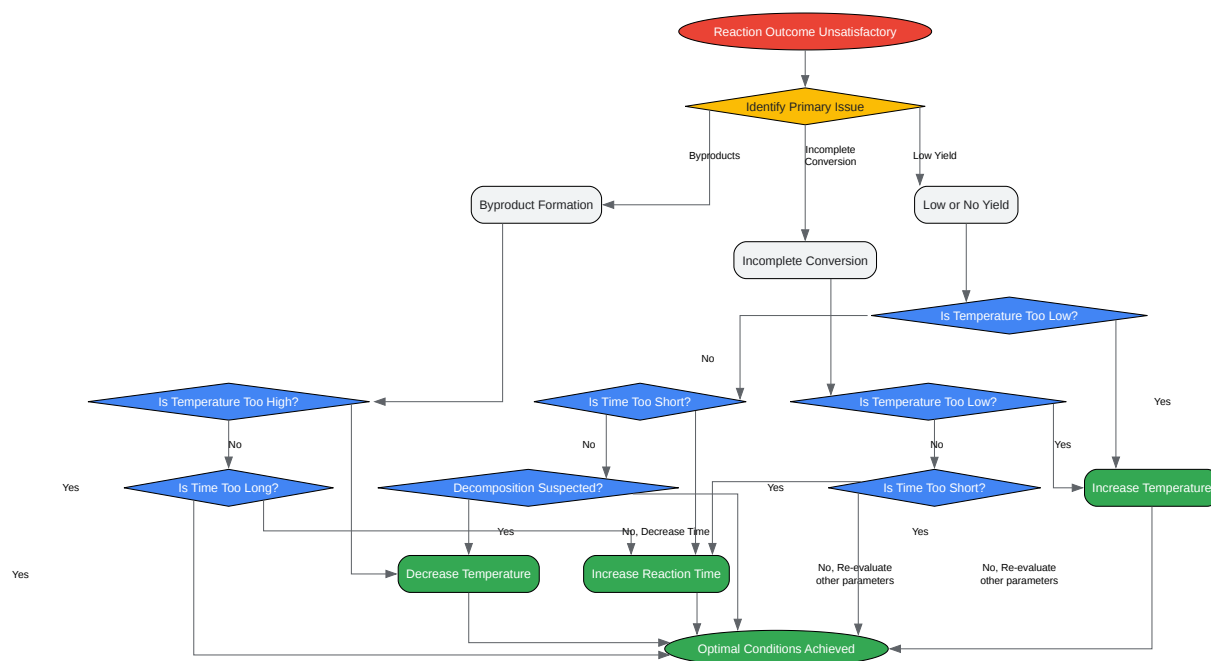 Reaction Outcome Unsatisfactory
Identify Primary Issue
Byproducts
Incomplete
Conversion
Low Yield
Byproduct Formation
Low or No Yield
Incomplete Conversion
Is Temperature Too Low?
No
Is Temperature Too High?
Is Time Too Short?
Is Temperature Too Low?
Yes
No
No
No
Yes
Yes
Is Time Too Long?
Decomposition Suspected?
Yes
Is Time Too Short?
Increase Temperature
Yes
No, Decrease Time
Yes
Yes
Decrease Temperature
Increase Reaction Time
No, Re-evaluate
other parameters
No, Re-evaluate
other parameters
Optimal Conditions Achieved